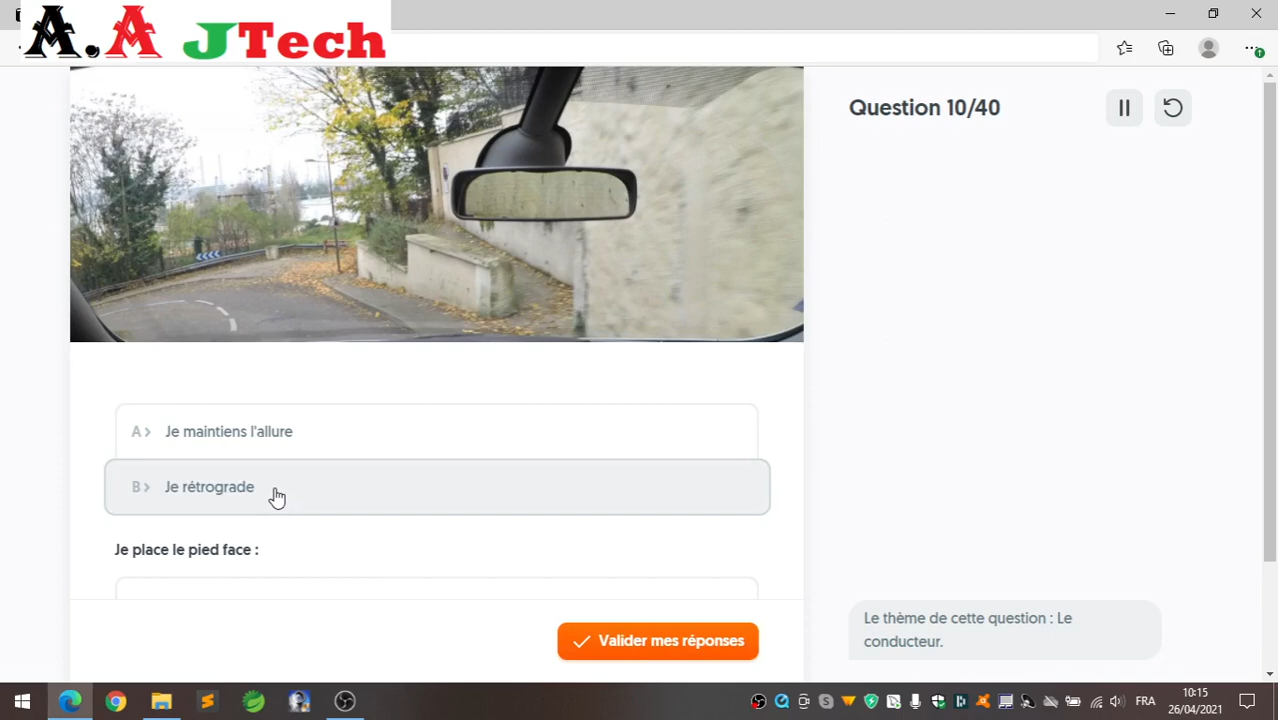 A.A JTech
Question 10/40
A Je maintiens l'allure
B Je rétrograde
Je place le pied face :
Valider mes réponses
Le thème de cette question : Le
conducteur.
FRA
10:15
26/04/2021